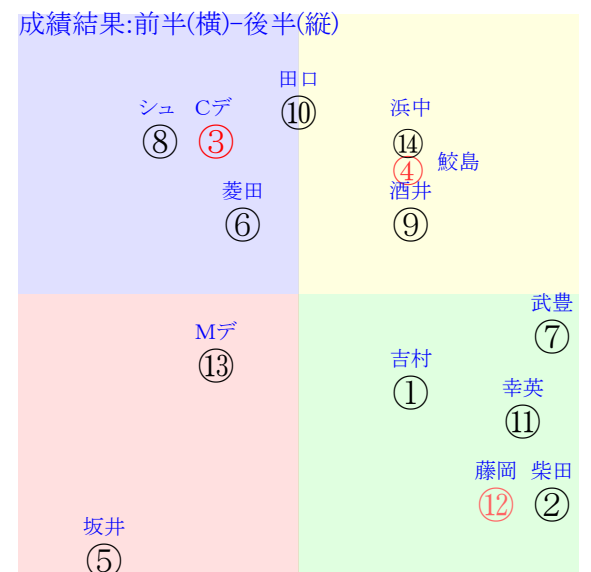 成績結果:前半(横)-後半(縦)
田口
⑩
シュ Cデ 浜中
⑧ ③ ⑭
④ 鮫島
菱田 酒井
⑥ ⑨
武豊
⑦
Mデ 吉村
⑬ ①
幸英
⑪
藤岡 柴田
⑫ ②
坂井
⑤